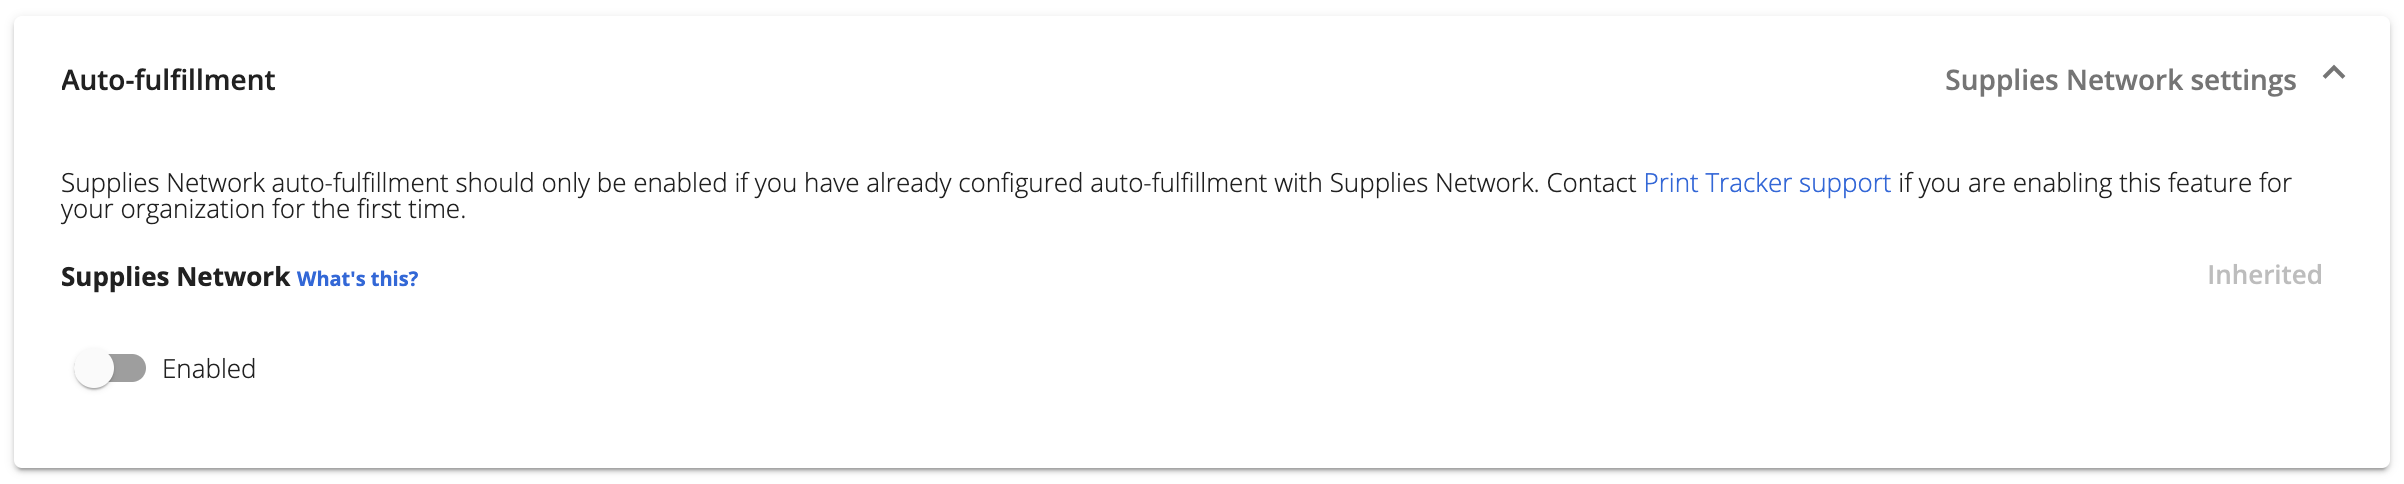 Auto-fulfillment
Supplies Network settings
Supplies Network auto-fulfillment should only be enabled if you have already configured auto-fulfillment with Supplies Network. Contact Print Tracker support if you are enabling this feature for
your organization for the first time.
Supplies Network What's this?
Inherited
Enabled